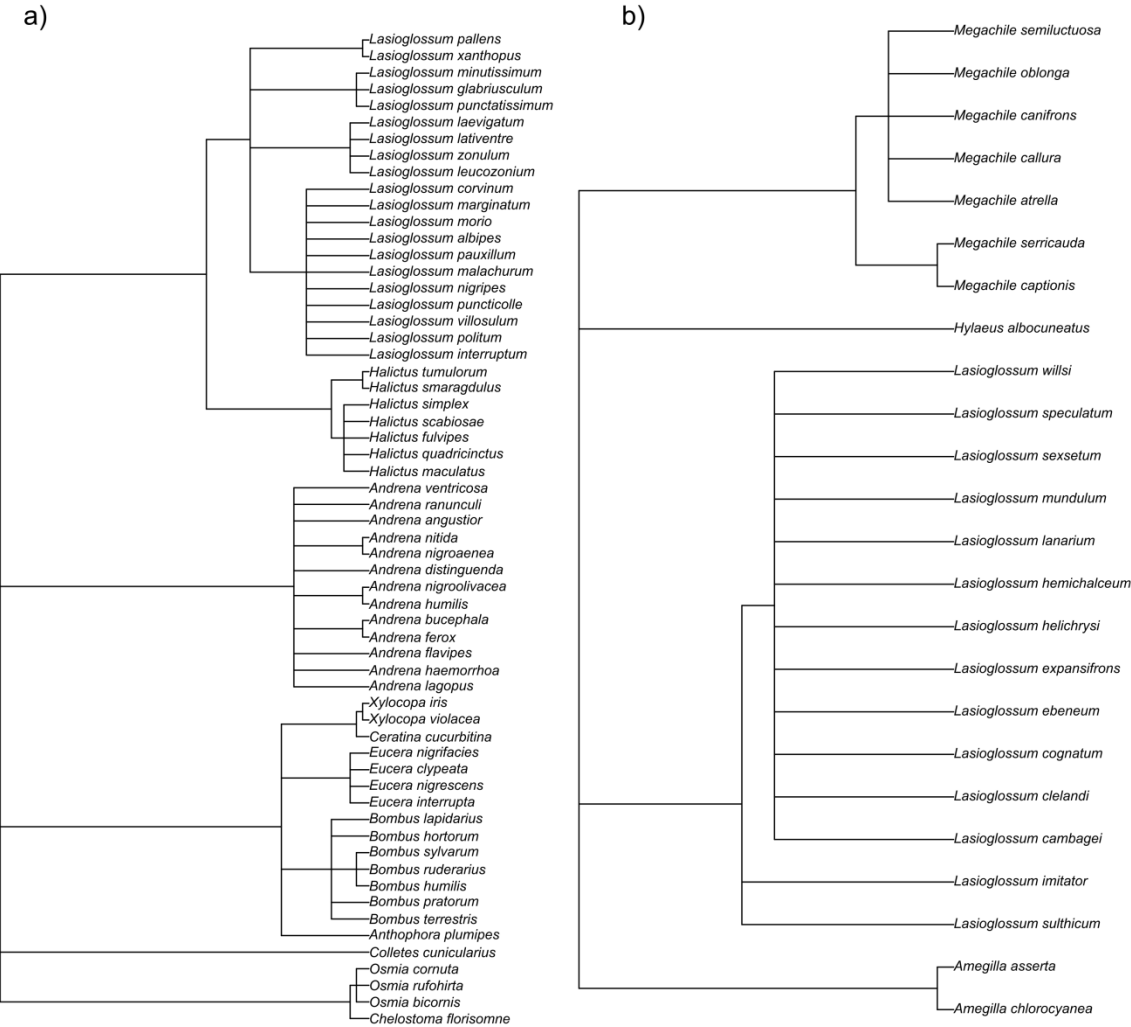 a)
Lasioglossum pallens
Lasioglossum xanthopus
Lasioglossum minutissimum
Lasioglossum glabriusculum
Lasioglossum punctatissimum
Lasioglossum laevigatum
Lasioglossum lativentre
Lasioglossum zonulum
Lasioglossum leucozonium
Lasioglossum corvinum
Lasioglossum marginatum
Lasioglossum morio
Lasioglossum albipes
Lasioglossum pauxillum
Lasioglossum malachurum
Lasioglossum nigripes
Lasioglossum puncticolle
Lasioglossum villosulum
Lasioglossum politum
Lasioglossum interruptum
Halictus tumulorum
Halictus smaragdulus
Halictus simplex
Halictus scabiosae
Halictus fulvipes
Halictus quadricinctus
Halictus maculatus
Andrena ventricosa
Andrena ranunculi
Andrena angustior
Andrena nitida
Andrena nigroaenea
Andrena distinguenda
Andrena nigroolivacea
Andrena humilis
Andrena bucephala
Andrena ferox
Andrena flavipes
Andrena haemorrhoa
Andrena lagopus
Xylocopa iris
Xylocopa violacea
Ceratina cucurbitina
Eucera nigrifacies
Eucera clypeata
Eucera nigrescens
Eucera interrupta
Bombus lapidarius
Bombus hortorum
Bombus sylvarum
Bombus ruderarius
Bombus humilis
Bombus pratorum
Bombus terrestris
Anthophora plumipes
Colletes cunicularius
Osmia cornuta
Osmia rufohirta
Osmia bicornis
Chelostoma florisomne
b)
Megachile semiluctuosa
Megachile oblonga
Megachile canifrons
Megachile callura
Megachile atrella
Megachile serricauda
Megachile captionis
Hylaeus albocuneatus
Lasioglossum willsi
Lasioglossum speculatum
Lasioglossum sexsetum
Lasioglossum mundulum
Lasioglossum lanarium
Lasioglossum hemichalceum
Lasioglossum helichrysi
Lasioglossum expansifrons
Lasioglossum ebeneum
Lasioglossum cognatum
Lasioglossum clelandi
Lasioglossum cambagei
Lasioglossum imitator
Lasioglossum sulthicum
Amegilla asserta
Amegilla chlorocyanea